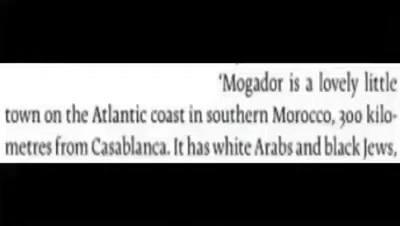 'Mogador is a lovely little
town on the Atlantic coast in southern Morocco, 300 kilo-
metres from Casablanca. It has white Arabs and black Jews,